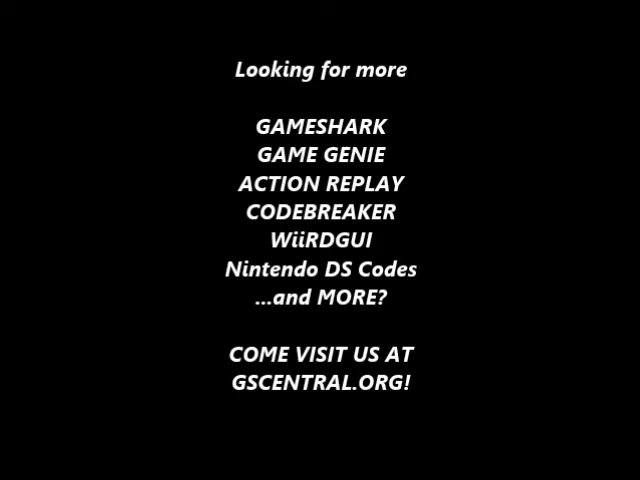 Looking for more
GAMESHARK
GAME GENIE
ACTION REPLAY
CODEBREAKER
WiiRDGUI
Nintendo DS Codes
...and MORE?
COME VISIT US AT
GSCENTRAL.ORG!